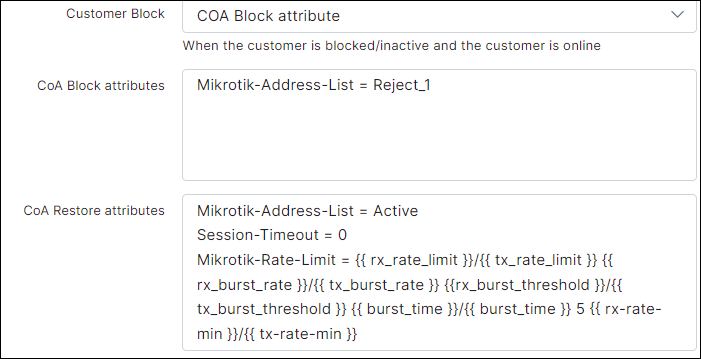 Customer Block
COA Block attribute
When the customer is blocked/inactive and the customer is online
CoA Block attributes
Mikrotik-Address-List = Reject_1
CoA Restore attributes
Mikrotik-Address-List = Active
Session-Timeout = 0
Mikrotik-Rate-Limit = {{ rx_rate_limit }}/{{ tx_rate_limit }} {{
rx_burst_rate }}/{{ tx_burst_rate }} {{rx_burst_threshold }}/{{
tx_burst_threshold }} {{ burst_time }}/{{ burst_time }} 5 {{ rx-rate-
min }}/{{ tx-rate-min }}